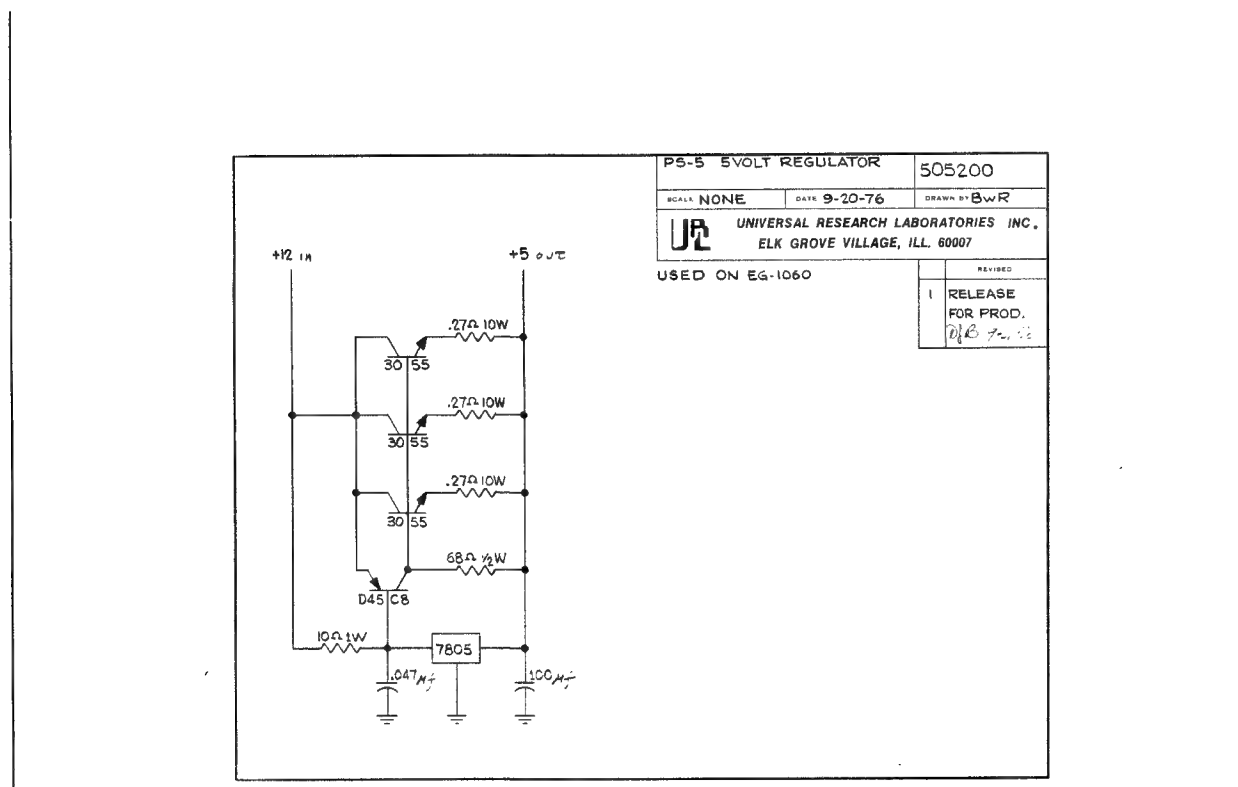 PS-5 5VOLT REGULATOR
505200
SCALE NONE
DATE 9-20-76
DRAWN BY BWR
URL
UNIVERSAL RESEARCH LABORATORIES INC.
ELK GROVE VILLAGE, ILL. 60007
USED ON EG-1060
REVISED
1 RELEASE
FOR PROD.
+12 IN
+5 OUT
.27Ω 10W
30 55
.27Ω 10W
30 55
.27Ω 10W
30 55
68Ω ½W
D45 C8
10Ω 1W
7805
.047μf
100μf